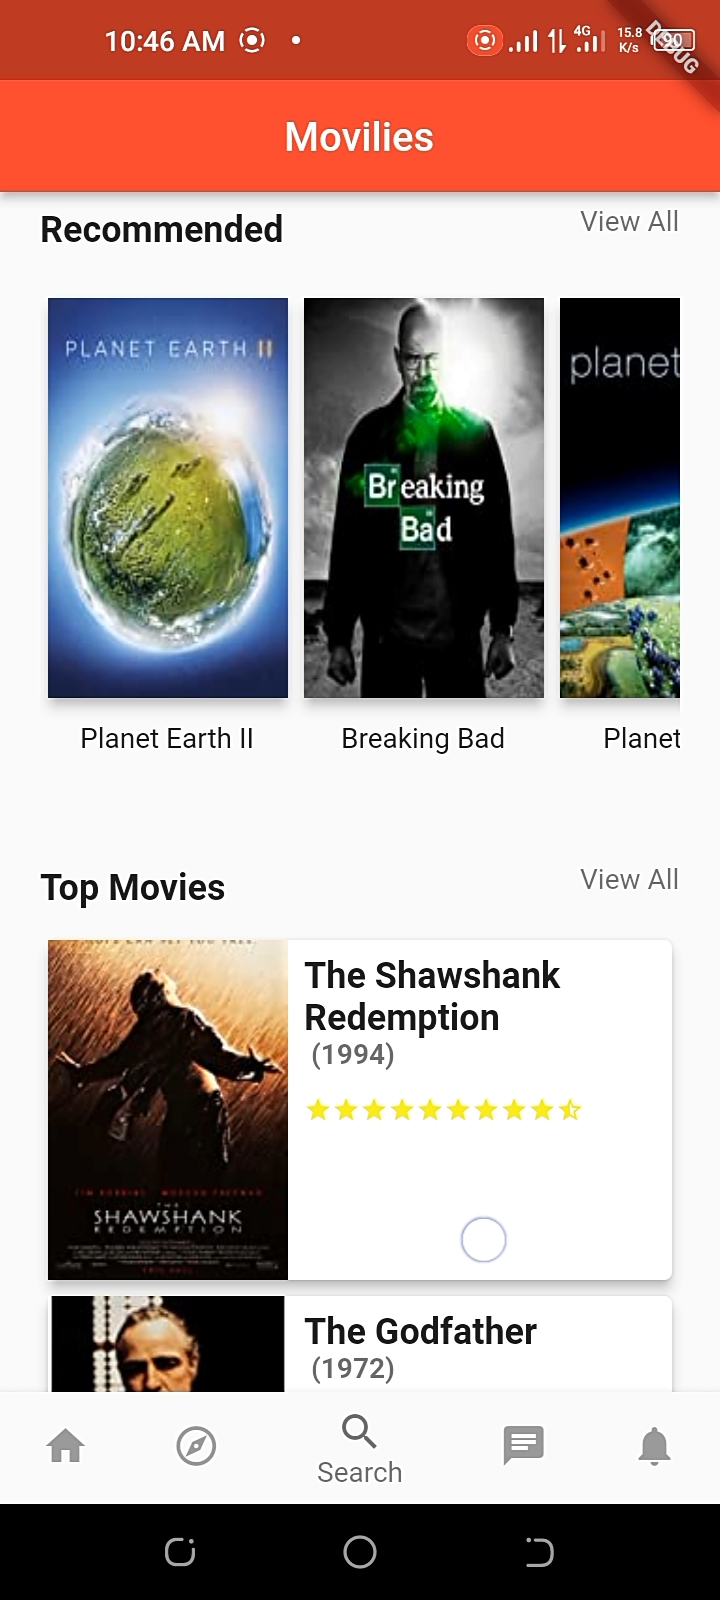 10:46 AM
4G
15.8
K/s
90
DEBUG
Movilies
Recommended
View All
PLANET EARTH II
Breaking
Bad
planet
Planet Earth II
Breaking Bad
Planet
Top Movies
View All
The Shawshank
Redemption
(1994)
SHAWSHANK
REDEMPTION
The Godfather
(1972)
Search